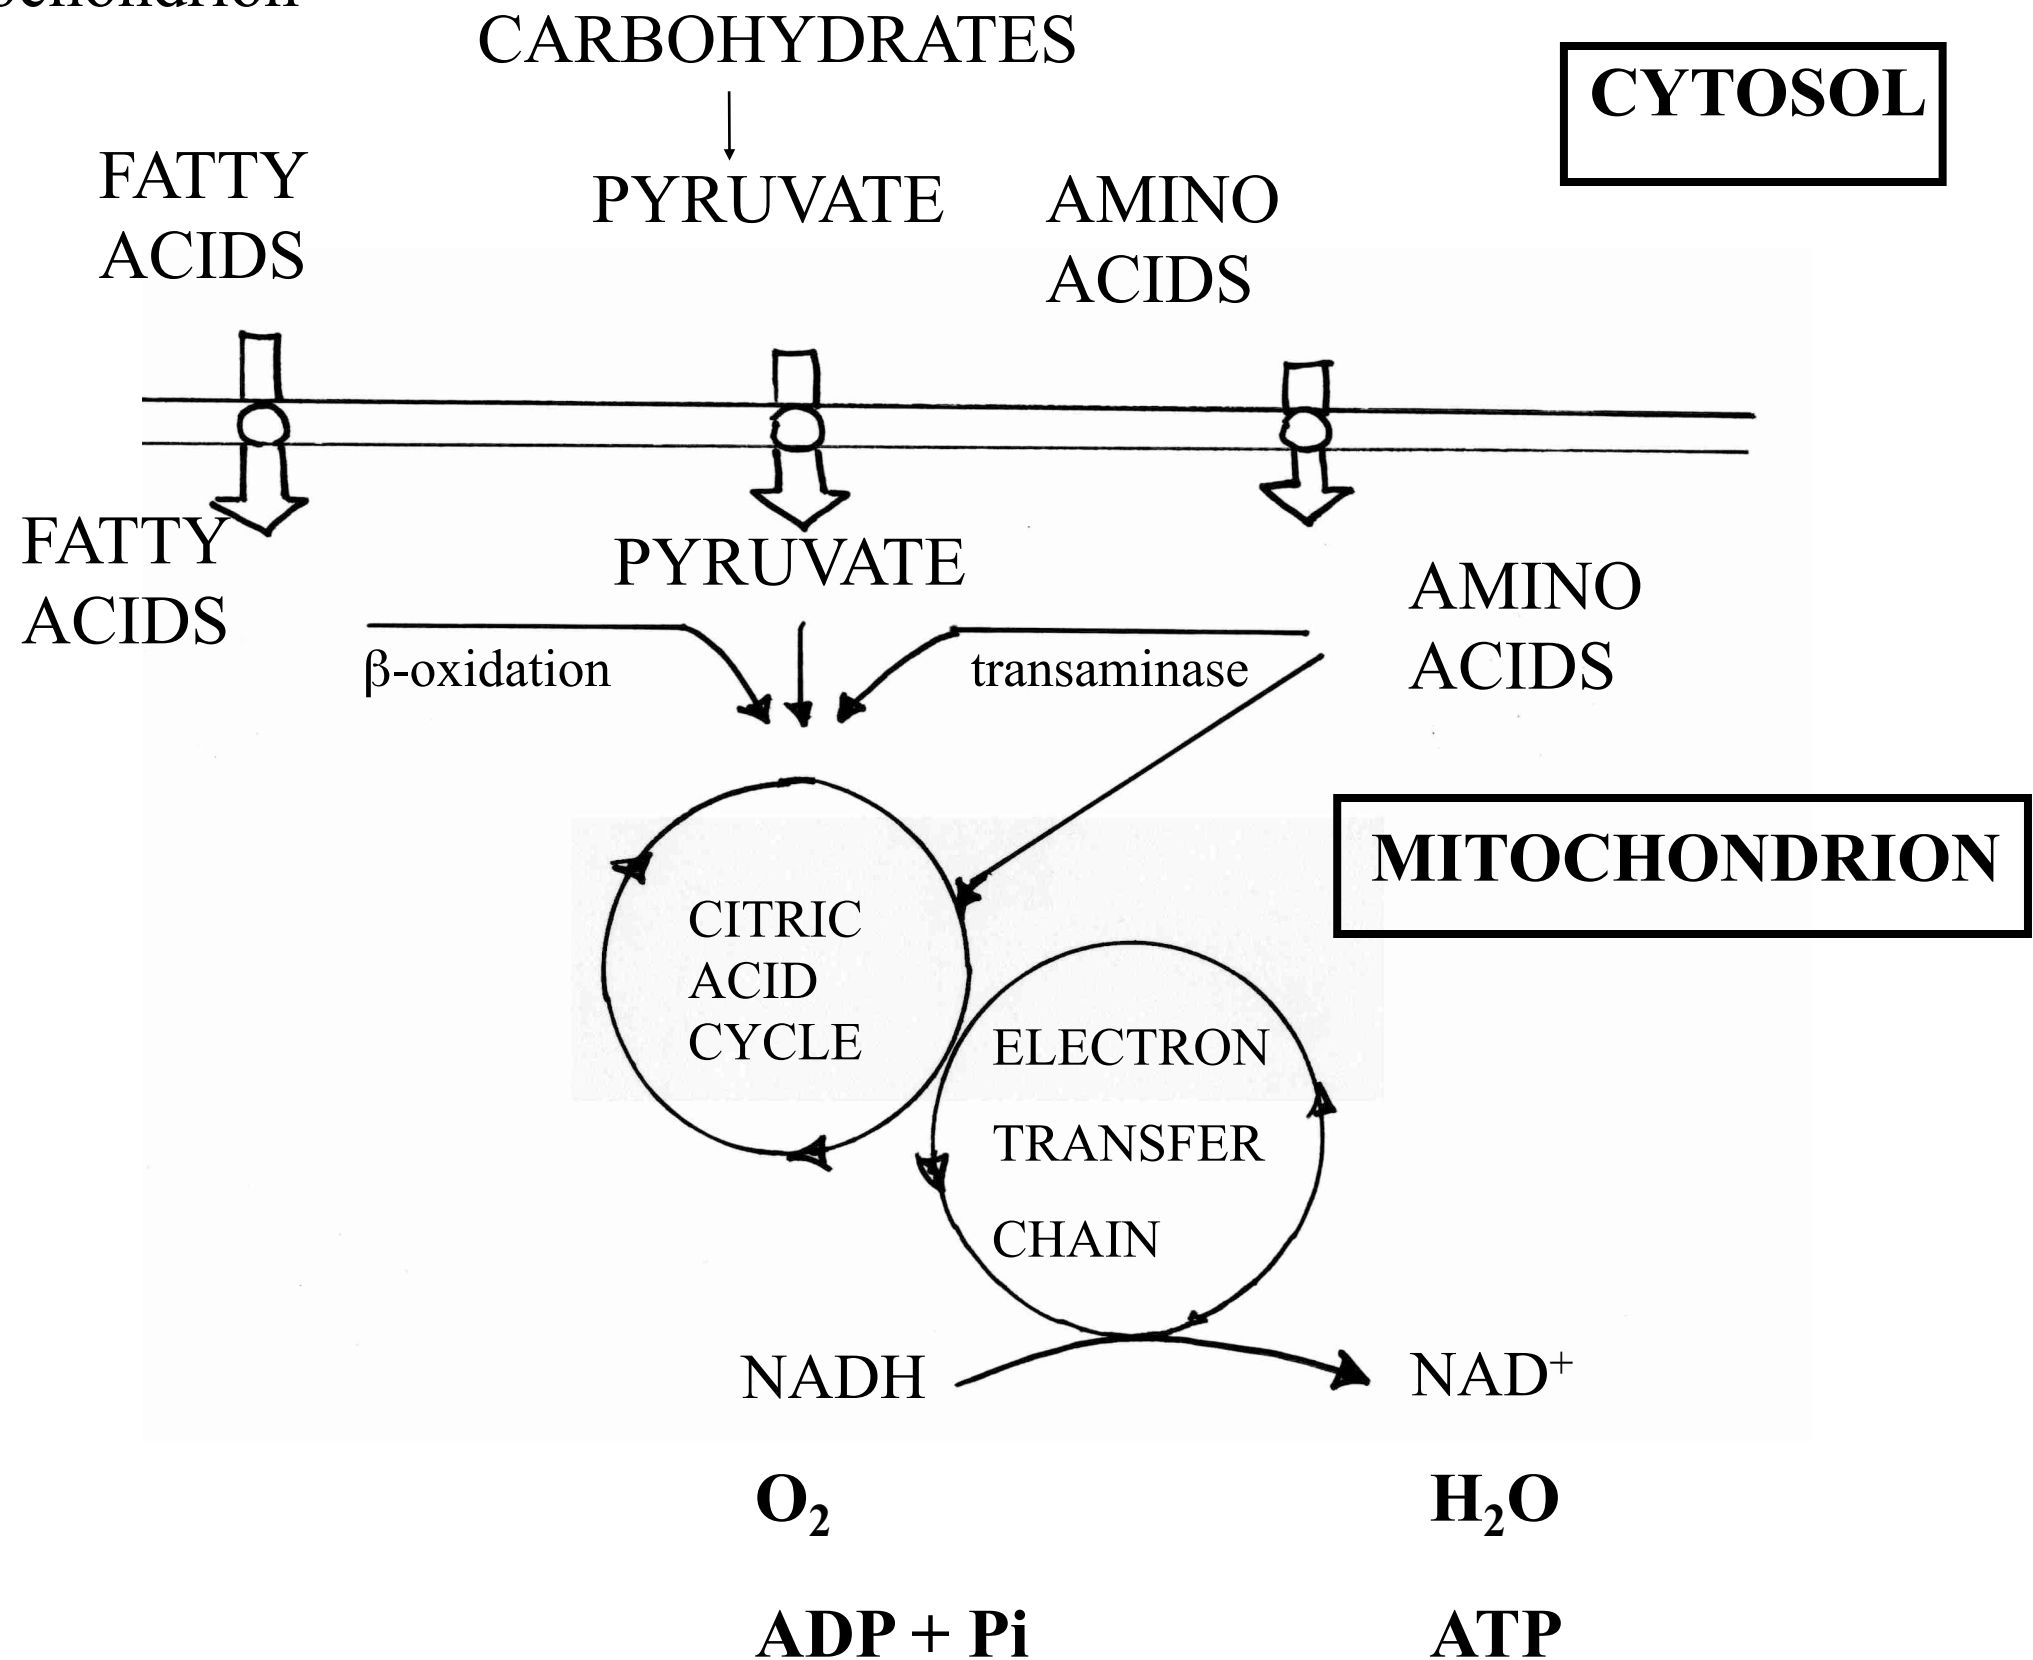 CARBOHYDRATES
CYTOSOL
FATTY
ACIDS
PYRUVATE
AMINO
ACIDS
FATTY
ACIDS
PYRUVATE
AMINO
ACIDS
β-oxidation
transaminase
MITOCHONDRION
CITRIC
ACID
CYCLE
ELECTRON
TRANSFER
CHAIN
NADH
NAD⁺
O₂
H₂O
ADP + Pi
ATP